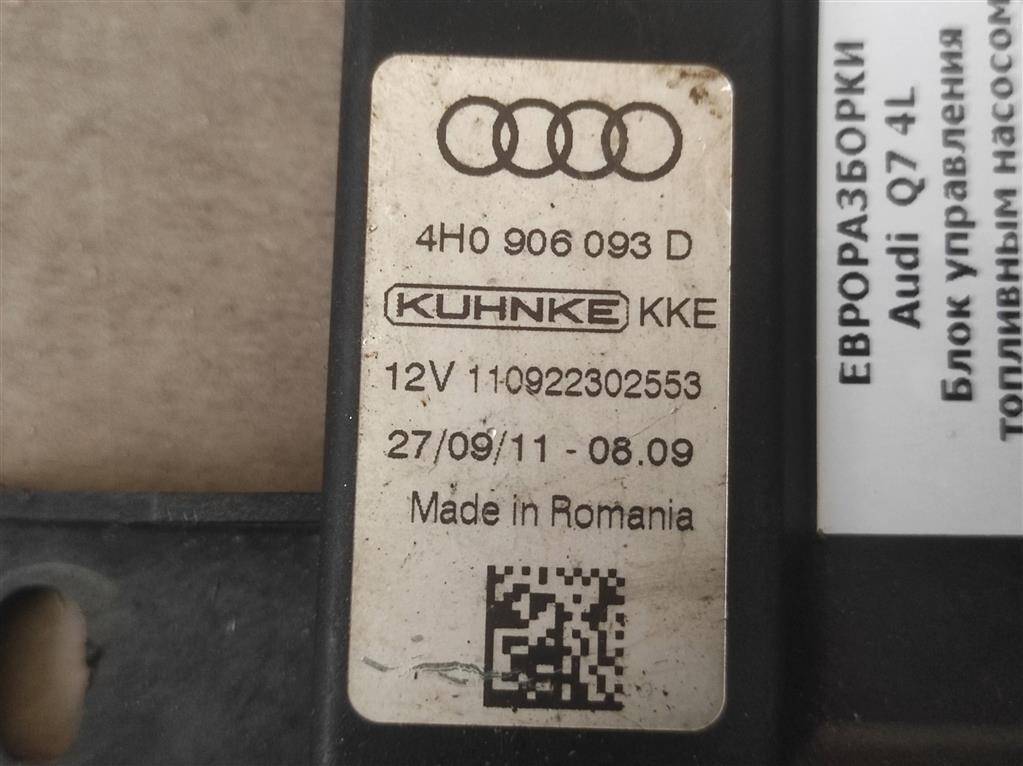 4H0 906 093 D
KUHNKE KKE
12V 110922302553
27/09/11 - 08.09
Made in Romania
ЕВРОРАЗБОРКИ
Audi Q7 4L
Блок управления
топливным насосом